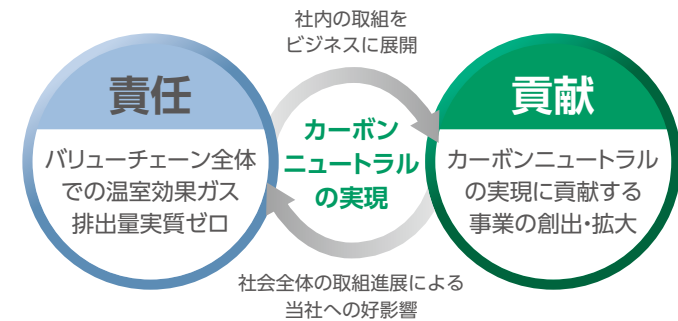 社内の取組を
ビジネスに展開
責任
バリューチェーン全体
での温室効果ガス
排出量実質ゼロ
カーボン
ニュートラル
の実現
貢献
カーボンニュートラル
の実現に貢献する
事業の創出・拡大
社会全体の取組進展による
当社への好影響